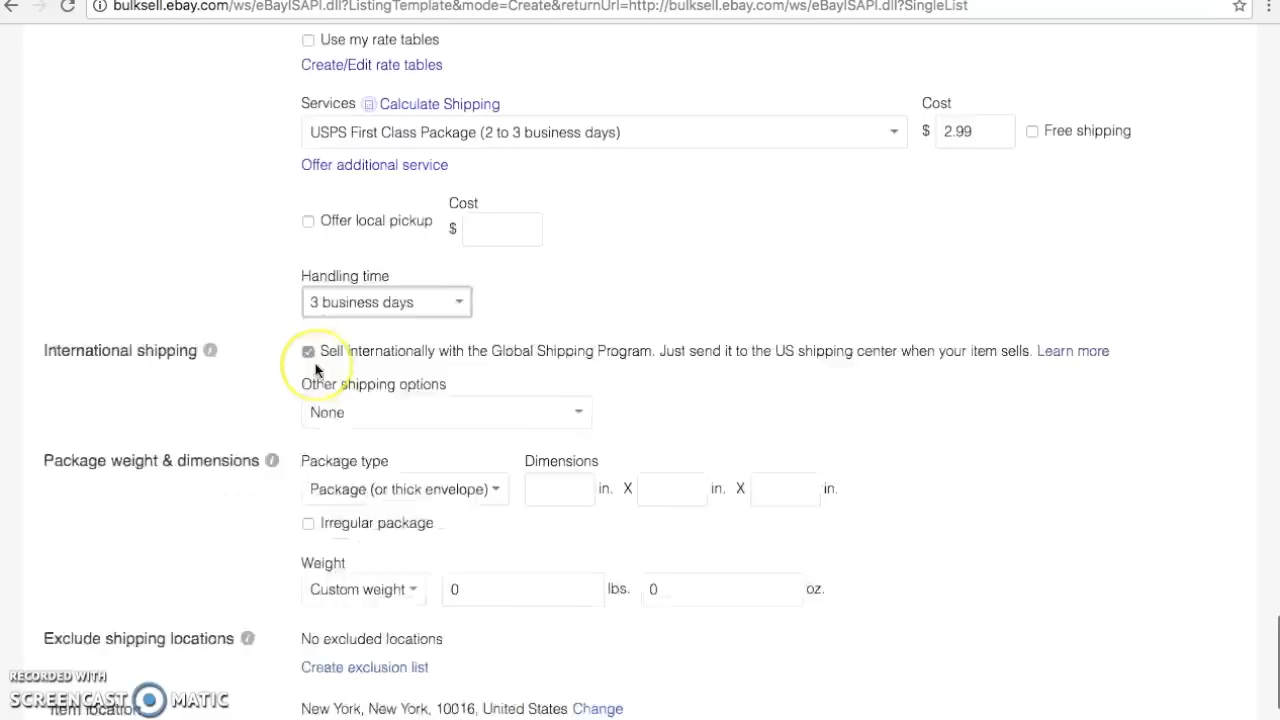 bulksell.ebay.com/ws/eBayISAPI.dll?ListingTemplate&mode=Create&returnUrl=http://bulksell.ebay.com/ws/eBayISAPI.dll?SingleList
Use my rate tables
Create/Edit rate tables
Services Calculate Shipping Cost
USPS First Class Package (2 to 3 business days) $ 2.99 Free shipping
Offer additional service
Cost
Offer local pickup $
Handling time
3 business days
International shipping Sell internationally with the Global Shipping Program. Just send it to the US shipping center when your item sells. Learn more
Other shipping options
None
Package weight & dimensions Package type Dimensions
Package (or thick envelope) in. X in. X in.
Irregular package
Weight
Custom weight 0 lbs. 0 oz.
Exclude shipping locations No excluded locations
Create exclusion list
RECORDED WITH
SCREENCAST MATIC
Item location New York, New York, 10016, United States Change